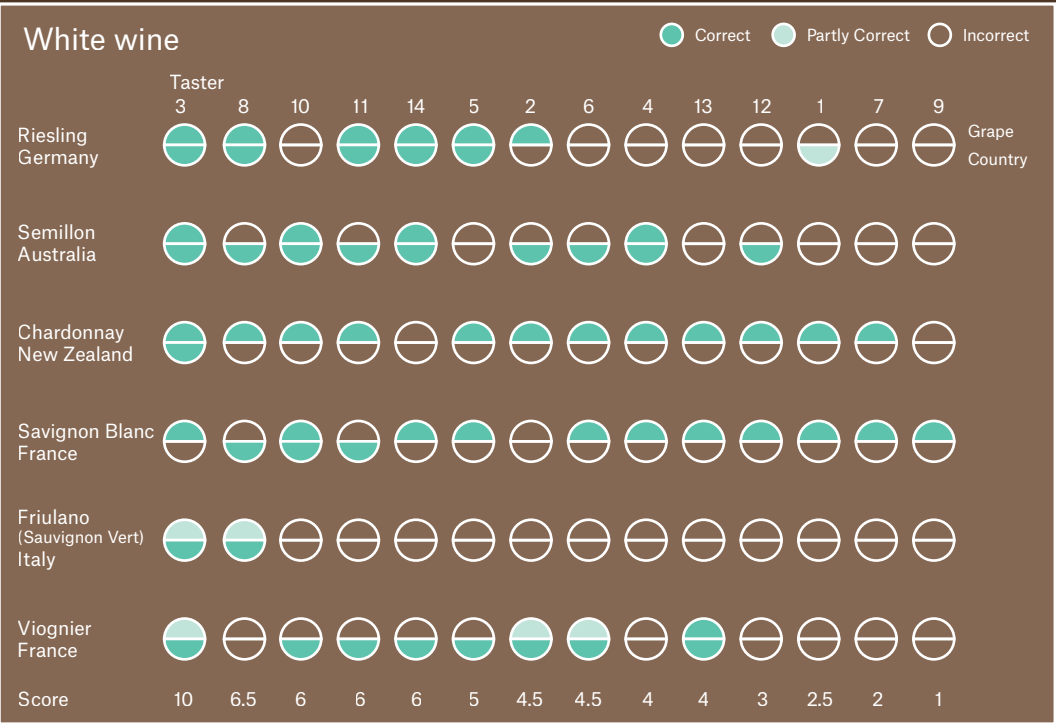 White wine
Correct
Partly Correct
Incorrect
Taster
3 8 10 11 14 5 2 6 4 13 12 1 7 9
Riesling
Germany
Grape
Country
Semillon
Australia
Chardonnay
New Zealand
Savignon Blanc
France
Friulano
(Sauvignon Vert)
Italy
Viognier
France
Score 10 6.5 6 6 6 5 4.5 4.5 4 4 3 2.5 2 1